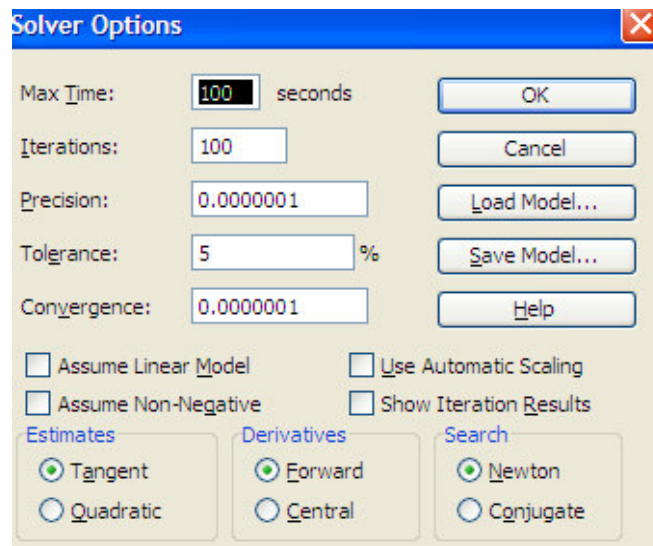 Solver Options
Max Time: 100 seconds OK
Iterations: 100 Cancel
Precision: 0.0000001 Load Model...
Tolerance: 5 % Save Model...
Convergence: 0.0000001 Help
Assume Linear Model Use Automatic Scaling
Assume Non-Negative Show Iteration Results
Estimates Derivatives Search
Tangent Forward Newton
Quadratic Central Conjugate